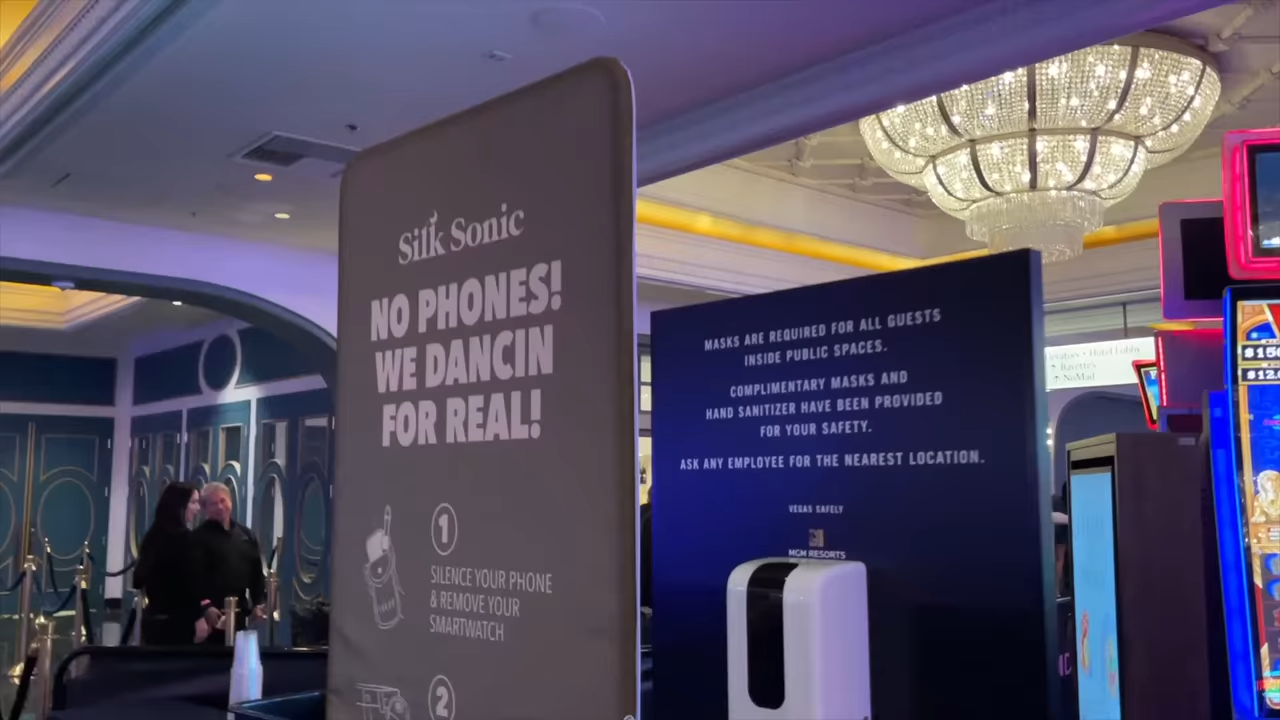 Silk Sonic
NO PHONES!
WE DANCIN
FOR REAL!
1
SILENCE YOUR PHONE
& REMOVE YOUR
SMARTWATCH
2
MASKS ARE REQUIRED FOR ALL GUESTS
INSIDE PUBLIC SPACES.
COMPLIMENTARY MASKS AND
HAND SANITIZER HAVE BEEN PROVIDED
FOR YOUR SAFETY.
ASK ANY EMPLOYEE FOR THE NEAREST LOCATION.
VEGAS SAFELY
MGM RESORTS
Hotel Lobby
NoMad